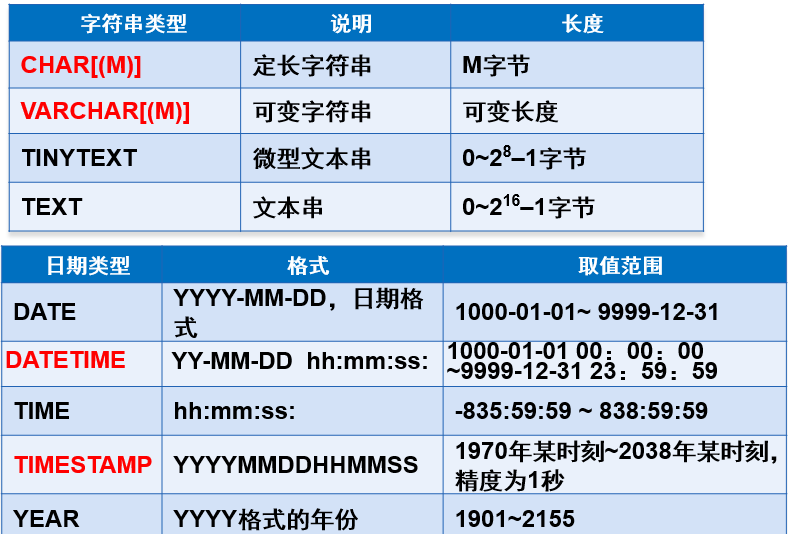 字符串类型 说明 长度
CHAR[(M)] 定长字符串 M字节
VARCHAR[(M)] 可变字符串 可变长度
TINYTEXT 微型文本串 0~2⁸–1字节
TEXT 文本串 0~2¹⁶–1字节
日期类型 格式 取值范围
DATE YYYY-MM-DD，日期格式 1000-01-01~ 9999-12-31
DATETIME YY-MM-DD hh:mm:ss: 1000-01-01 00：00：00 ~9999-12-31 23：59：59
TIME hh:mm:ss: -835:59:59 ~ 838:59:59
TIMESTAMP YYYYMMDDHHMMSS 1970年某时刻~2038年某时刻，精度为1秒
YEAR YYYY格式的年份 1901~2155